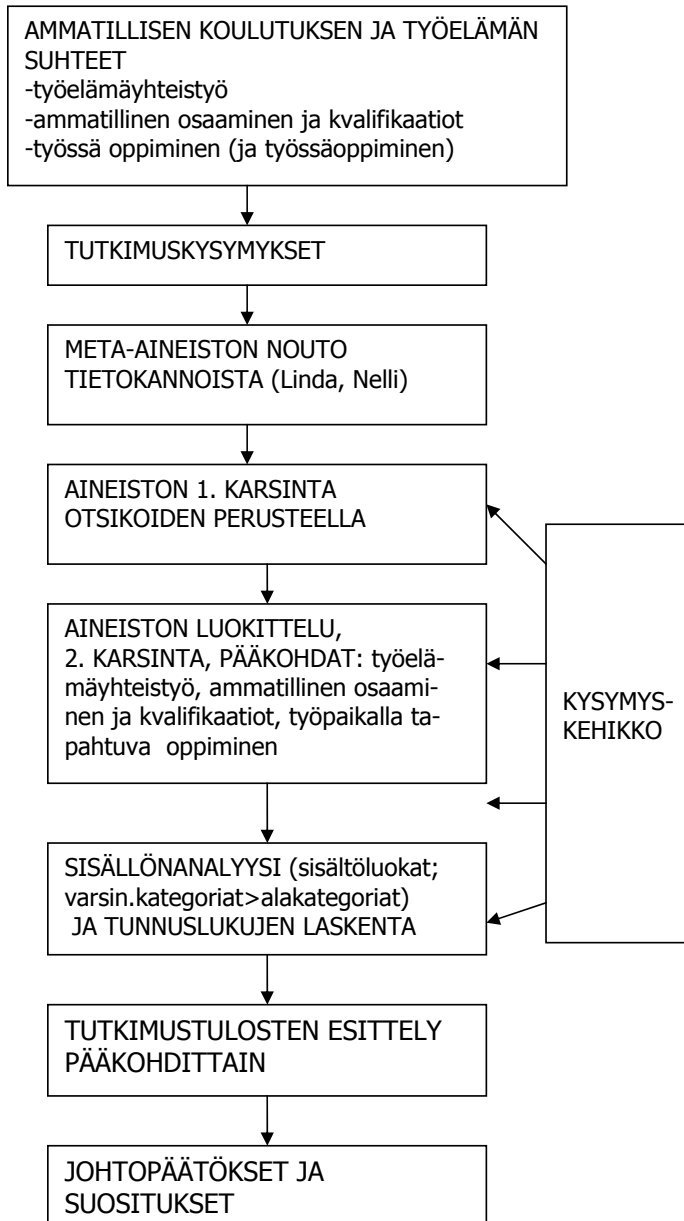 AMMATILLISEN KOULUTUKSEN JA TYÖELÄMÄN
SUHTEET
-työelämäyhteistyö
-ammatillinen osaaminen ja kvalifikaatiot
-työssä oppiminen (ja työssäoppiminen)
TUTKIMUSKYSYMYKSET
META-AINEISTON NOUTO
TIETOKANNOISTA (Linda, Nelli)
AINEISTON 1. KARSINTA
OTSIKOIDEN PERUSTEELLA
AINEISTON LUOKITTELU,
2. KARSINTA, PÄÄKOHDAT: työelä-
mäyhteistyö, ammatillinen osaami-
nen ja kvalifikaatiot, työpaikalla ta-
pahtuva oppiminen
KYSYMYS-
KEHIKKO
SISÄLLÖNANALYYSI (sisältöluokat;
varsin.kategoriat>alakategoriat)
JA TUNNUSLUKUJEN LASKENTA
TUTKIMUSTULOSTEN ESITTELY
PÄÄKOHDITTAIN
JOHTOPÄÄTÖKSET JA
SUOSITUKSET